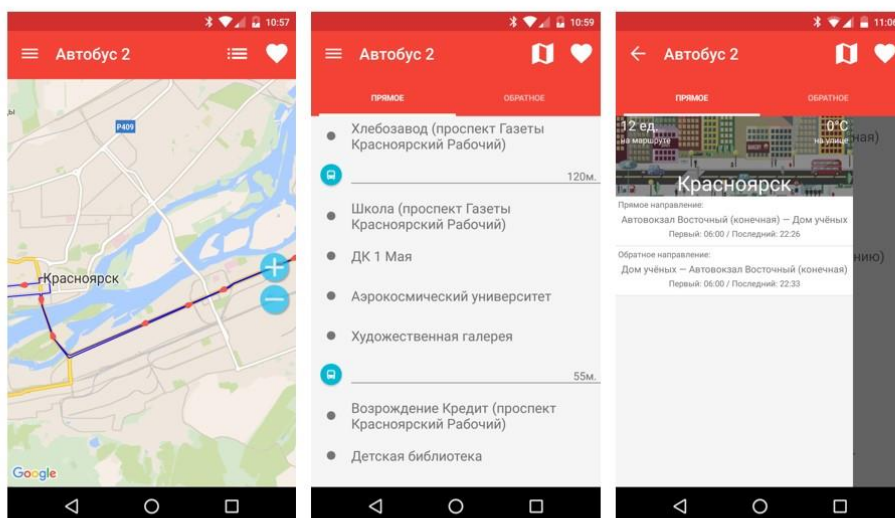 10:57
Автобус 2
P409
Красноярск
Google
10:59
Автобус 2
ПРЯМОЕ
ОБРАТНОЕ
Хлебозавод (проспект Газеты
Красноярский Рабочий)
120м.
Школа (проспект Газеты
Красноярский Рабочий)
ДК 1 Мая
Аэрокосмический университет
Художественная галерея
55м.
Возрождение Кредит (проспект
Красноярский Рабочий)
Детская библиотека
11:06
Автобус 2
ПРЯМОЕ
ОБРАТНОЕ
12 ед.
на маршруте
0°C
на улице
ная)
Красноярск
Прямое направление:
Автовокзал Восточный (конечная) — Дом учёных
Первый: 06:00 / Последний: 22:26
Обратное направление:
нию)
Дом учёных — Автовокзал Восточный (конечная)
Первый: 06:00 / Последний: 22:33